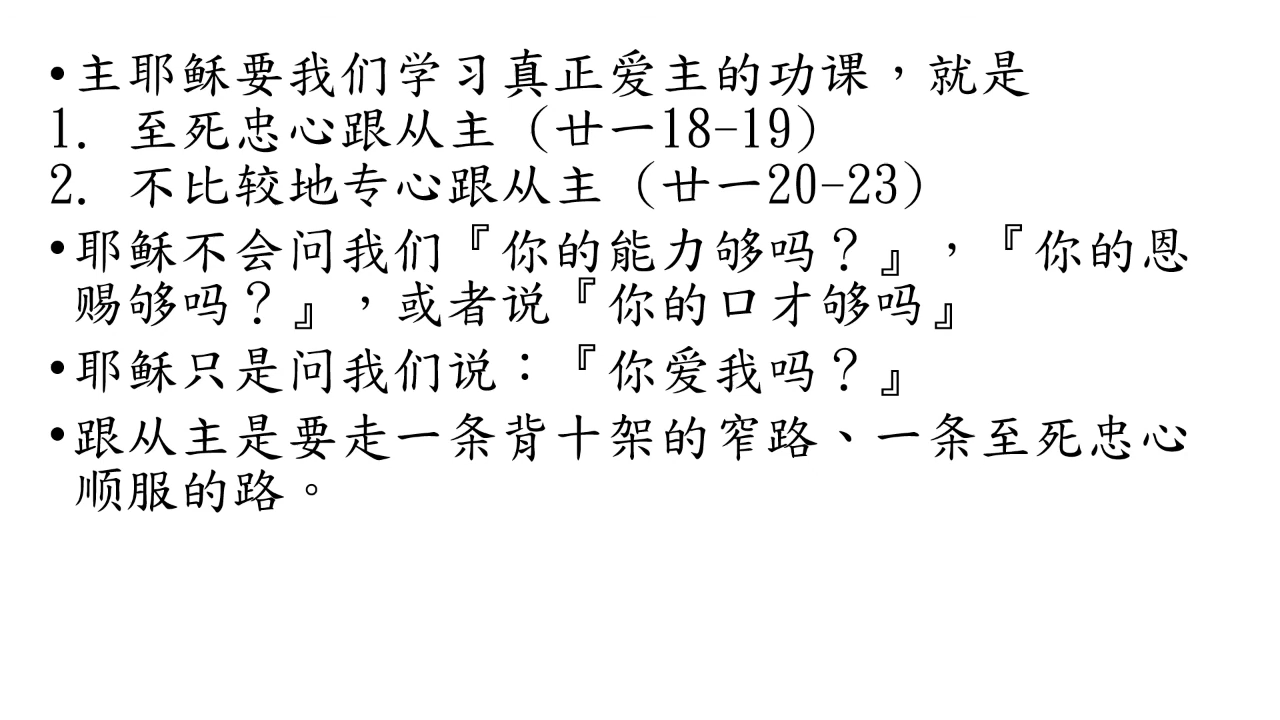 •主耶稣要我们学习真正爱主的功课，就是
1. 至死忠心跟从主（廿一18-19）
2. 不比较地专心跟从主（廿一20-23）
•耶稣不会问我们『你的能力够吗？』，『你的恩
赐够吗？』，或者说『你的口才够吗』
•耶稣只是问我们说：『你爱我吗？』
•跟从主是要走一条背十架的窄路、一条至死忠心
顺服的路。